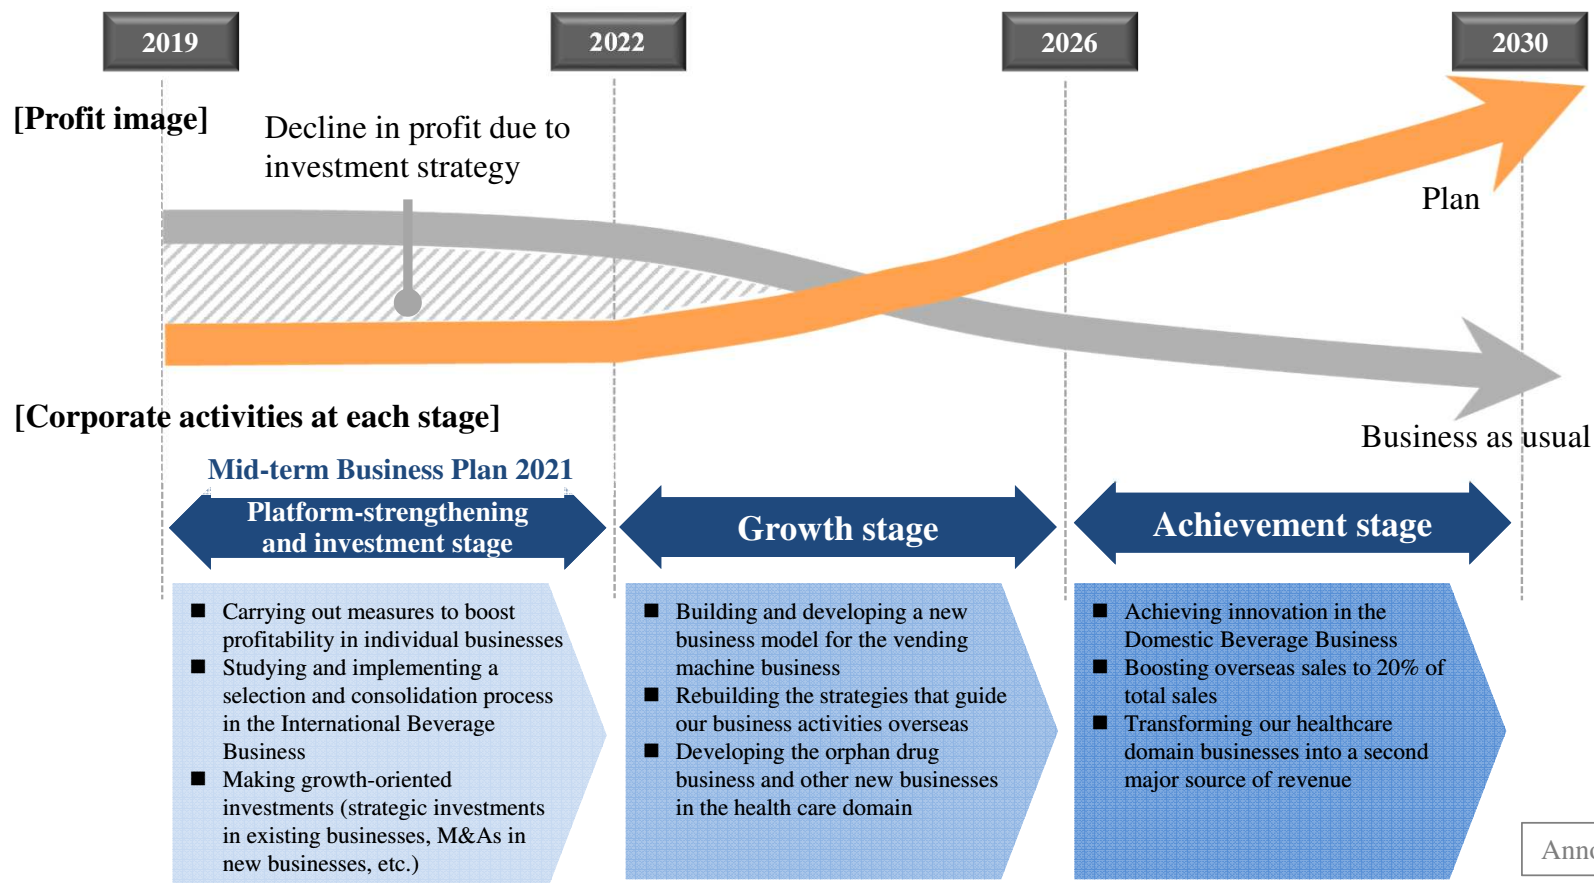 2019
2022
2026
2030
[Profit image]
Decline in profit due to
investment strategy
Plan
Business as usual
[Corporate activities at each stage]
Mid-term Business Plan 2021
Platform-strengthening
and investment stage
Growth stage
Achievement stage
■ Carrying out measures to boost
profitability in individual businesses
■ Studying and implementing a
selection and consolidation process
in the International Beverage
Business
■ Making growth-oriented
investments (strategic investments
in existing businesses, M&As in
new businesses, etc.)
■ Building and developing a new
business model for the vending
machine business
■ Rebuilding the strategies that guide
our business activities overseas
■ Developing the orphan drug
business and other new businesses
in the health care domain
■ Achieving innovation in the
Domestic Beverage Business
■ Boosting overseas sales to 20% of
total sales
■ Transforming our healthcare
domain businesses into a second
major source of revenue